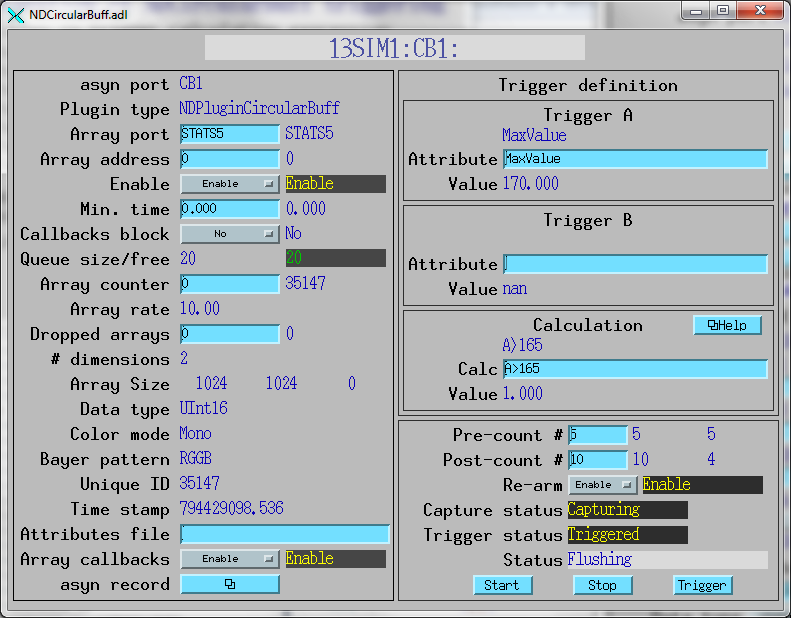 NDCircularBuff.adl
13SIM1:CB1:
asyn port CB1
Plugin type NDPluginCircularBuff
Array port STATS5 STATS5
Array address 0 0
Enable Enable Enable
Min. time 0.000 0.000
Callbacks block No No
Queue size/free 20 20
Array counter 0 35147
Array rate 10.00
Dropped arrays 0 0
# dimensions 2
Array Size 1024 1024 0
Data type UInt16
Color mode Mono
Bayer pattern RGGB
Unique ID 35147
Time stamp 794429098.536
Attributes file
Array callbacks Enable Enable
asyn record
Trigger definition
Trigger A
MaxValue
Attribute MaxValue
Value 170.000
Trigger B
Attribute
Value nan
Calculation Help
A>165
Calc A>165
Value 1.000
Pre-count # 5 5 5
Post-count # 10 10 4
Re-arm Enable Enable
Capture status Capturing
Trigger status Triggered
Status Flushing
Start Stop Trigger